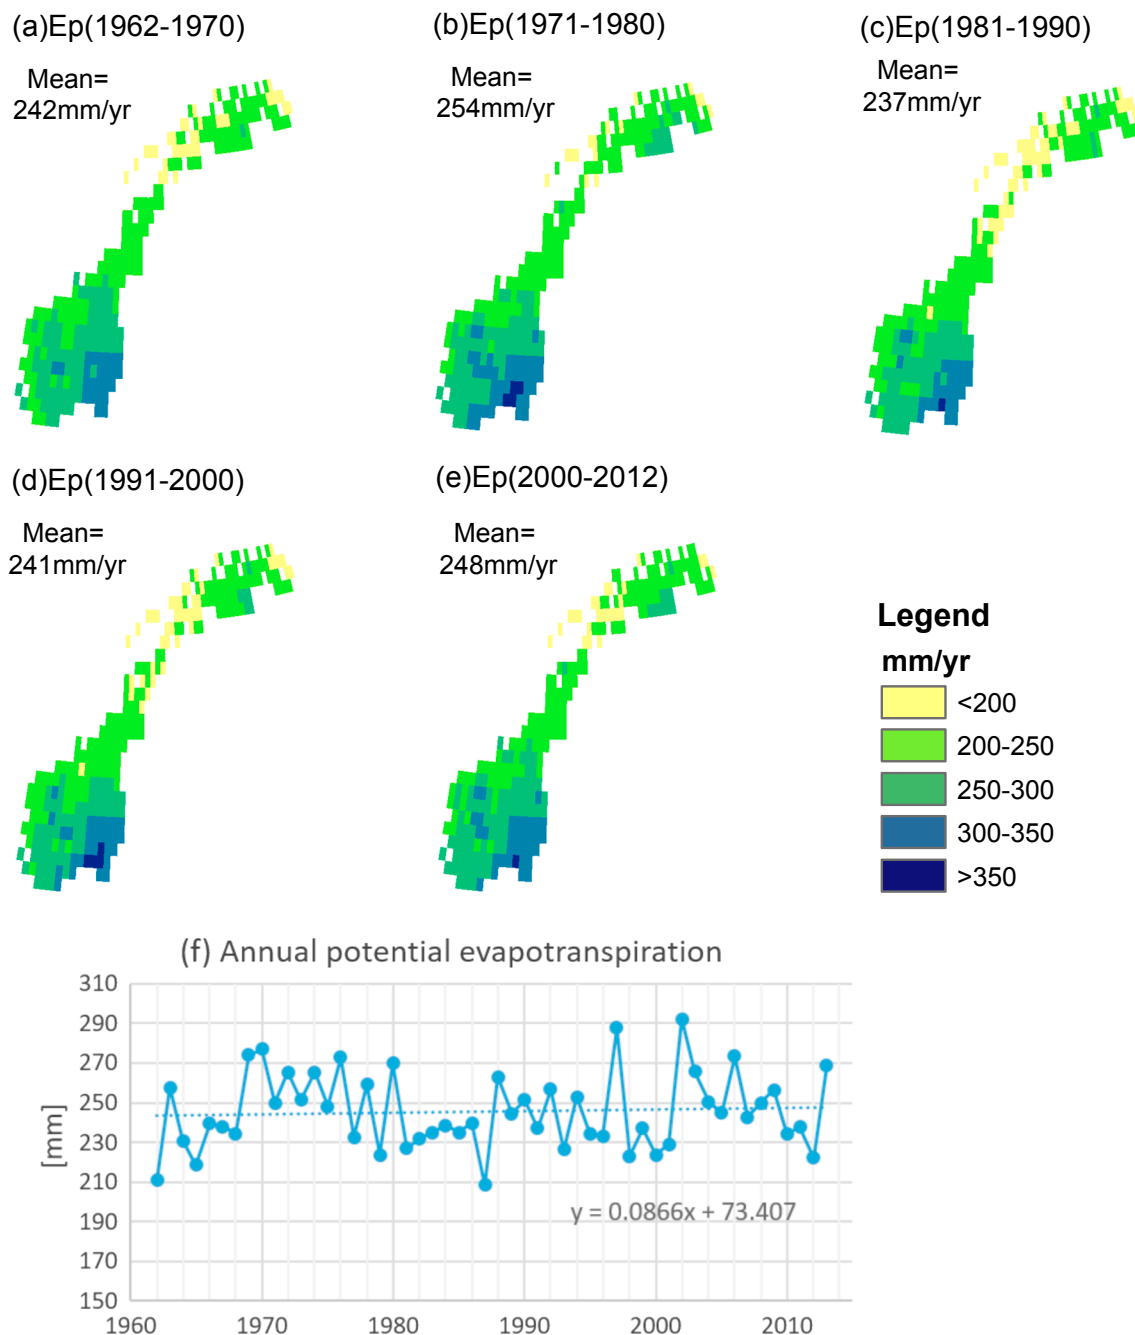 (a)Ep(1962-1970)
Mean=
242mm/yr
(b)Ep(1971-1980)
Mean=
254mm/yr
(c)Ep(1981-1990)
Mean=
237mm/yr
(d)Ep(1991-2000)
Mean=
241mm/yr
(e)Ep(2000-2012)
Mean=
248mm/yr
Legend
mm/yr
<200
200-250
250-300
300-350
>350
(f) Annual potential evapotranspiration
[mm]
310
290
270
250
230
210
190
170
150
y = 0.0866x + 73.407
1960 1970 1980 1990 2000 2010